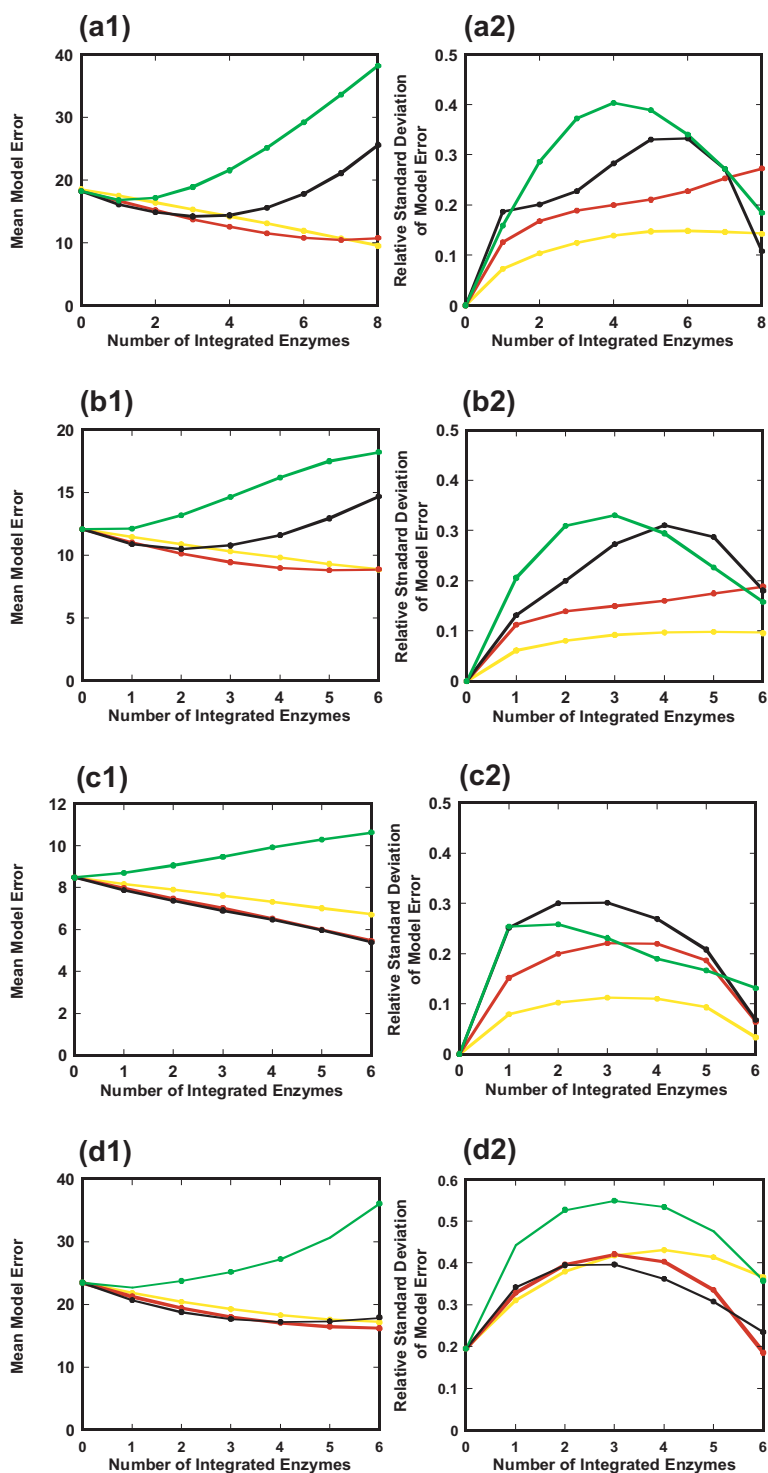 (a1)
40
30
20
10
0
Mean Model Error
0 2 4 6 8
Number of Integrated Enzymes
(a2)
0.5
0.4
0.3
0.2
0.1
0
Relative Standard Deviation
of Model Error
0 2 4 6 8
Number of Integrated Enzymes
(b1)
20
15
10
5
0
Mean Model Error
0 1 2 3 4 5 6
Number of Integrated Enzymes
(b2)
0.5
0.4
0.3
0.2
0.1
0
Relative Stnadard Deviation
of Model Error
0 1 2 3 4 5 6
Number of Integrated Enzymes
(c1)
12
10
8
6
4
2
0
Mean Model Error
0 1 2 3 4 5 6
Number of Integrated Enzymes
(c2)
0.5
0.4
0.3
0.2
0.1
0
Relative Standard Deviation
of Model Error
0 1 2 3 4 5 6
Number of Integrated Enzymes
(d1)
40
30
20
10
0
Mean Model Error
0 1 2 3 4 5 6
Number of Integrated Enzymes
(d2)
0.6
0.5
0.4
0.3
0.2
0.1
0
Relative Standard Deviation
of Model Error
0 1 2 3 4 5 6
Number of Integrated Enzymes